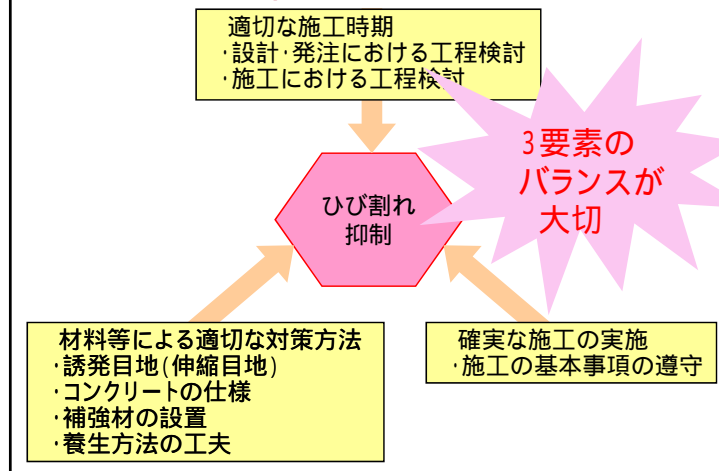 適切な施工時期
・設計・発注における工程検討
・施工における工程検討
3要素の
バランスが
大切
ひび割れ
抑制
材料等による適切な対策方法
・誘発目地(伸縮目地)
・コンクリートの仕様
・補強材の設置
・養生方法の工夫
確実な施工の実施
・施工の基本事項の遵守